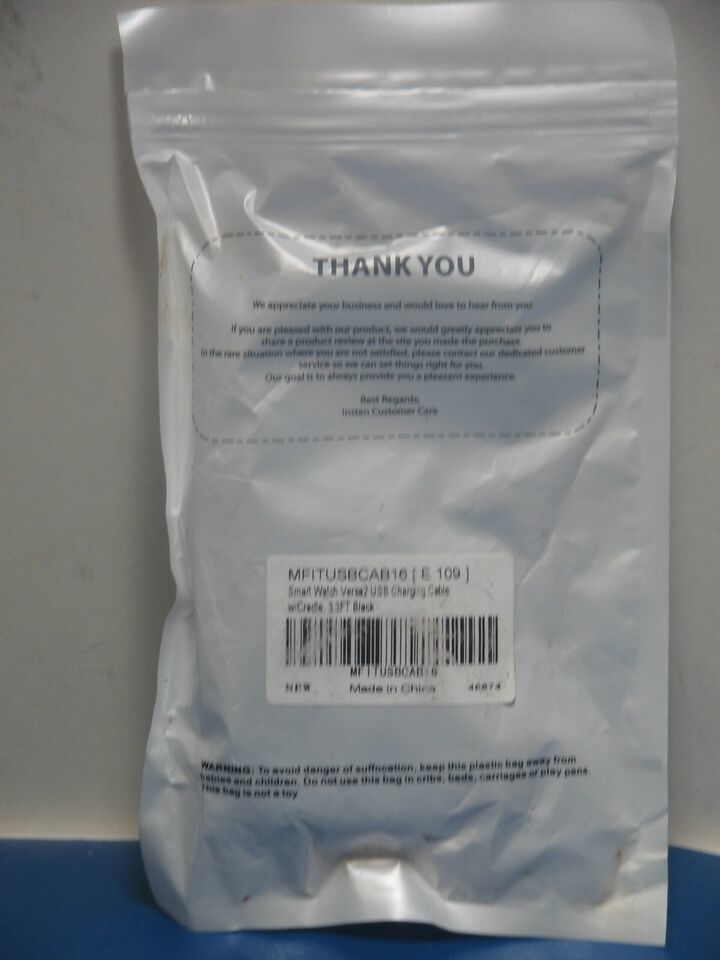 THANK YOU
We appreciate your business and would love to hear from you.
If you are pleased with our product, we would greatly appreciate you to
share a product review at the site you made the purchase.
In the rare situation where you are not satisfied, please contact our dedicated customer
service so we can set things right for you.
Our goal is to always provide you a pleasant experience.
Best Regards,
Insten Customer Care
MFITUSBCAB16 [ E 109 ]
Smart Watch Versa2 USB Charging Cable
w/Cradle, 3.3FT Black
MFITUSBCAB16
NEW Made in China 46874
WARNING: To avoid danger of suffocation, keep this plastic bag away from
babies and children. Do not use this bag in cribs, beds, carriages or play pens.
This bag is not a toy